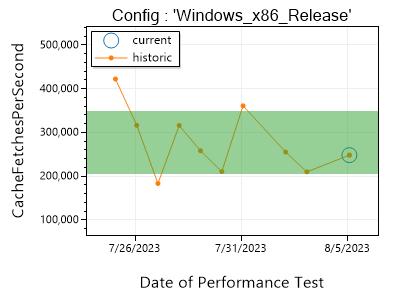 Config : 'Windows_x86_Release'
current
historic
500,000
400,000
300,000
200,000
100,000
CacheFetchesPerSecond
7/26/2023
7/31/2023
8/5/2023
Date of Performance Test